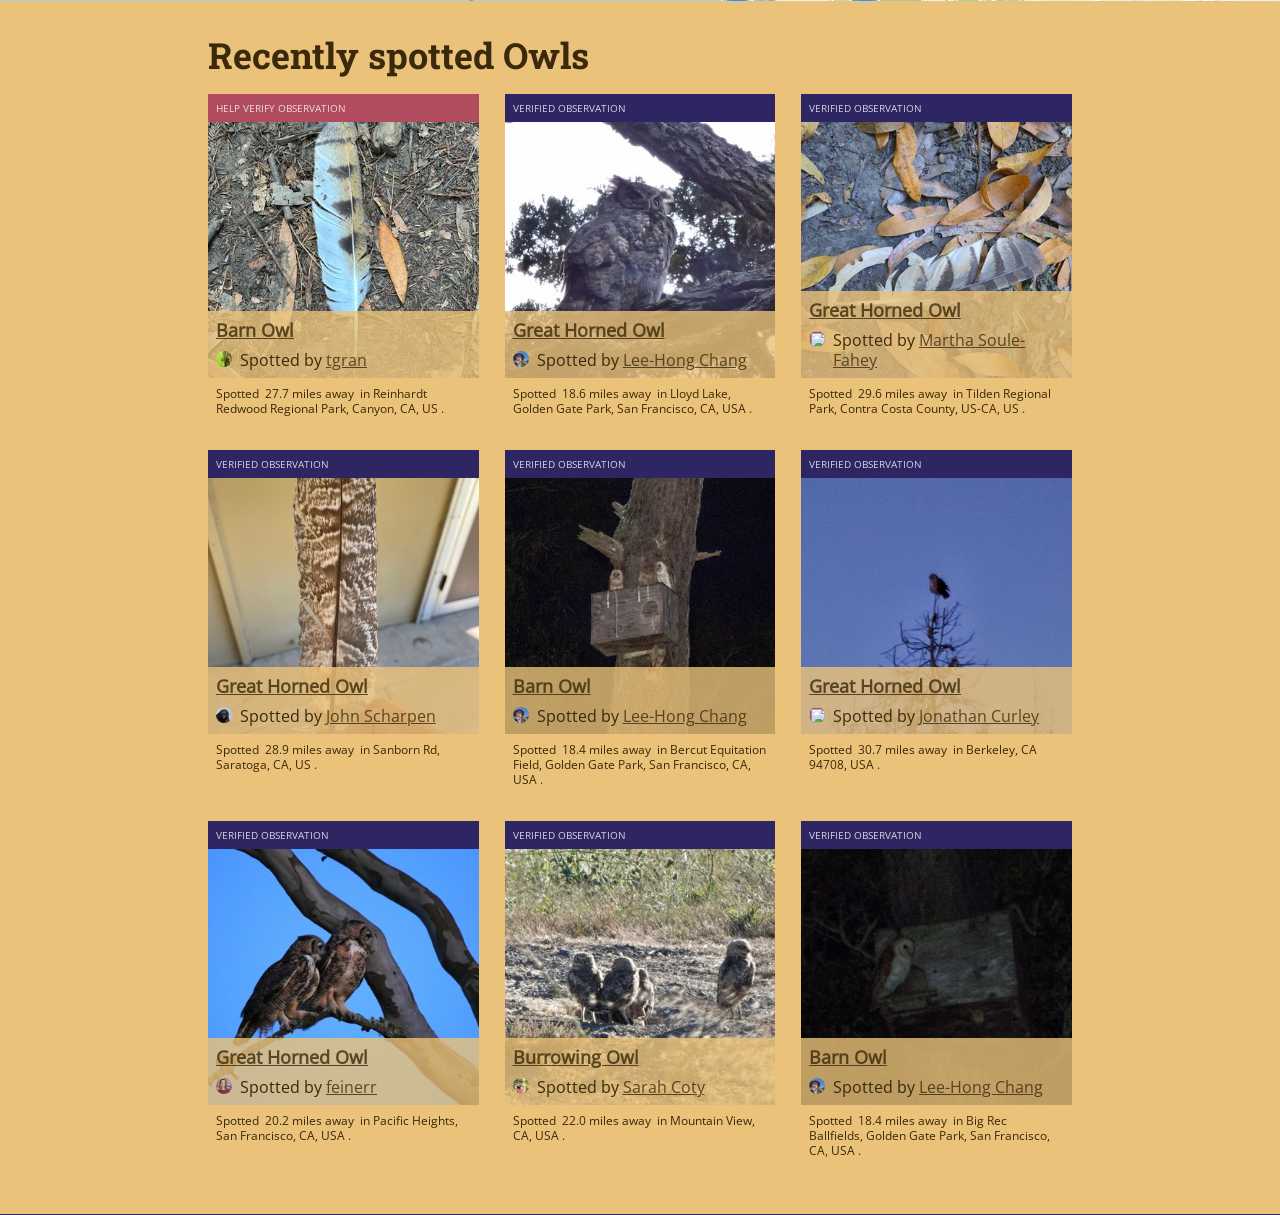 Recently spotted Owls
HELP VERIFY OBSERVATION
Barn Owl
Spotted by tgran
Spotted 27.7 miles away in Reinhardt
Redwood Regional Park, Canyon, CA, US .
VERIFIED OBSERVATION
Great Horned Owl
Spotted by Lee-Hong Chang
Spotted 18.6 miles away in Lloyd Lake,
Golden Gate Park, San Francisco, CA, USA .
VERIFIED OBSERVATION
Great Horned Owl
Spotted by Martha Soule-
Fahey
Spotted 29.6 miles away in Tilden Regional
Park, Contra Costa County, US-CA, US .
VERIFIED OBSERVATION
Great Horned Owl
Spotted by John Scharpen
Spotted 28.9 miles away in Sanborn Rd,
Saratoga, CA, US .
VERIFIED OBSERVATION
Barn Owl
Spotted by Lee-Hong Chang
Spotted 18.4 miles away in Bercut Equitation
Field, Golden Gate Park, San Francisco, CA,
USA .
VERIFIED OBSERVATION
Great Horned Owl
Spotted by Jonathan Curley
Spotted 30.7 miles away in Berkeley, CA
94708, USA .
VERIFIED OBSERVATION
Great Horned Owl
Spotted by feinerr
Spotted 20.2 miles away in Pacific Heights,
San Francisco, CA, USA .
VERIFIED OBSERVATION
Burrowing Owl
Spotted by Sarah Coty
Spotted 22.0 miles away in Mountain View,
CA, USA .
VERIFIED OBSERVATION
Barn Owl
Spotted by Lee-Hong Chang
Spotted 18.4 miles away in Big Rec
Ballfields, Golden Gate Park, San Francisco,
CA, USA .